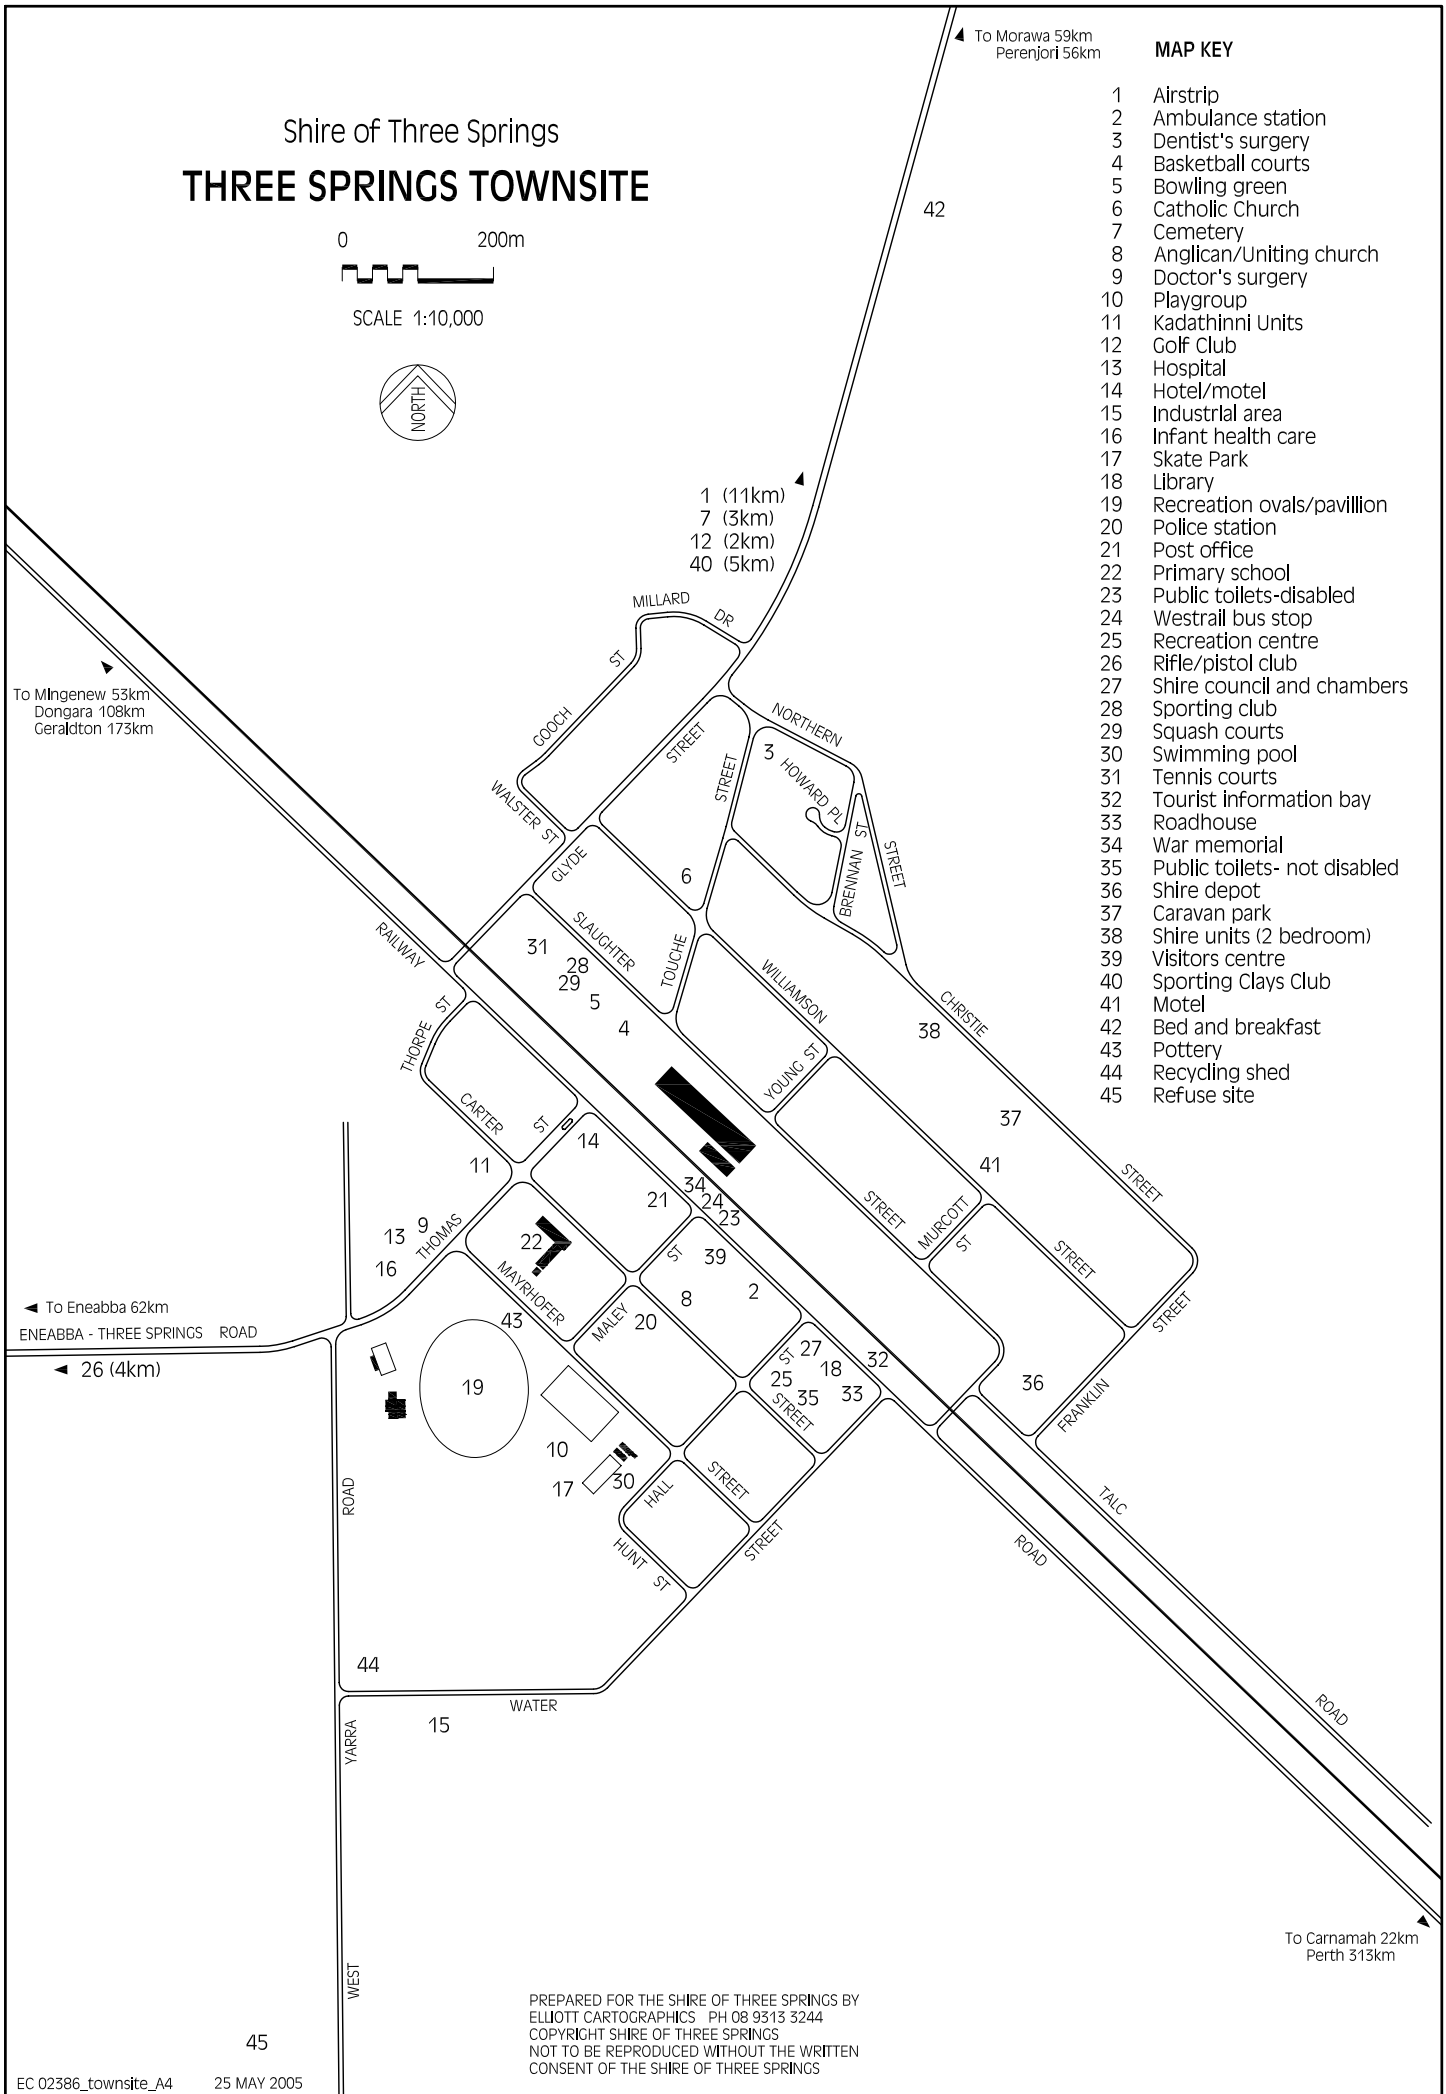 To Morawa 59km
Perenjori 56km
MAP KEY
1 Airstrip
2 Ambulance station
3 Dentist's surgery
4 Basketball courts
5 Bowling green
6 Catholic Church
7 Cemetery
8 Anglican/Uniting church
9 Doctor's surgery
10 Playgroup
11 Kadathinni Units
12 Golf Club
13 Hospital
14 Hotel/motel
15 Industrial area
16 Infant health care
17 Skate Park
18 Library
19 Recreation ovals/pavillion
20 Police station
21 Post office
22 Primary school
23 Public toilets-disabled
24 Westrail bus stop
25 Recreation centre
26 Rifle/pistol club
27 Shire council and chambers
28 Sporting club
29 Squash courts
30 Swimming pool
31 Tennis courts
32 Tourist information bay
33 Roadhouse
34 War memorial
35 Public toilets- not disabled
36 Shire depot
37 Caravan park
38 Shire units (2 bedroom)
39 Visitors centre
40 Sporting Clays Club
41 Motel
42 Bed and breakfast
43 Pottery
44 Recycling shed
45 Refuse site
Shire of Three Springs
THREE SPRINGS TOWNSITE
0 200m
SCALE 1:10,000
NORTH
42
1 (11km)
7 (3km)
12 (2km)
40 (5km)
MILLARD DR
GOOCH ST
To Mingenew 53km
Dongara 108km
Geraldton 173km
WALSTER ST
GLYDE STREET
NORTHERN
STREET
3
HOWARD PL
BRENNAN ST
STREET
6
SLAUGHTER
TOUCHE
RAILWAY
31
28
29
5
4
WILLIAMSON
CHRISTIE
38
THORPE ST
YOUNG ST
CARTER
ST
14
37
11
41
STREET
34
24
23
21
STREET
MURCOTT
ST
STREET
9
13
16
THOMAS
22
MAYRHOFER
ST
39
2
8
MALEY
20
43
To Eneabba 62km
ENEABBA - THREE SPRINGS ROAD
26 (4km)
STREET
FRANKLIN
36
ST
27
18
32
25
35
33
STREET
19
10
17
30
STREET
HALL
ROAD
STREET
HUNT ST
TALC
ROAD
44
WATER
15
YARRA
ROAD
To Carnamah 22km
Perth 313km
WEST
45
PREPARED FOR THE SHIRE OF THREE SPRINGS BY
ELLIOTT CARTOGRAPHICS PH 08 9313 3244
COPYRIGHT SHIRE OF THREE SPRINGS
NOT TO BE REPRODUCED WITHOUT THE WRITTEN
CONSENT OF THE SHIRE OF THREE SPRINGS
EC 02386_townsite_A4 25 MAY 2005